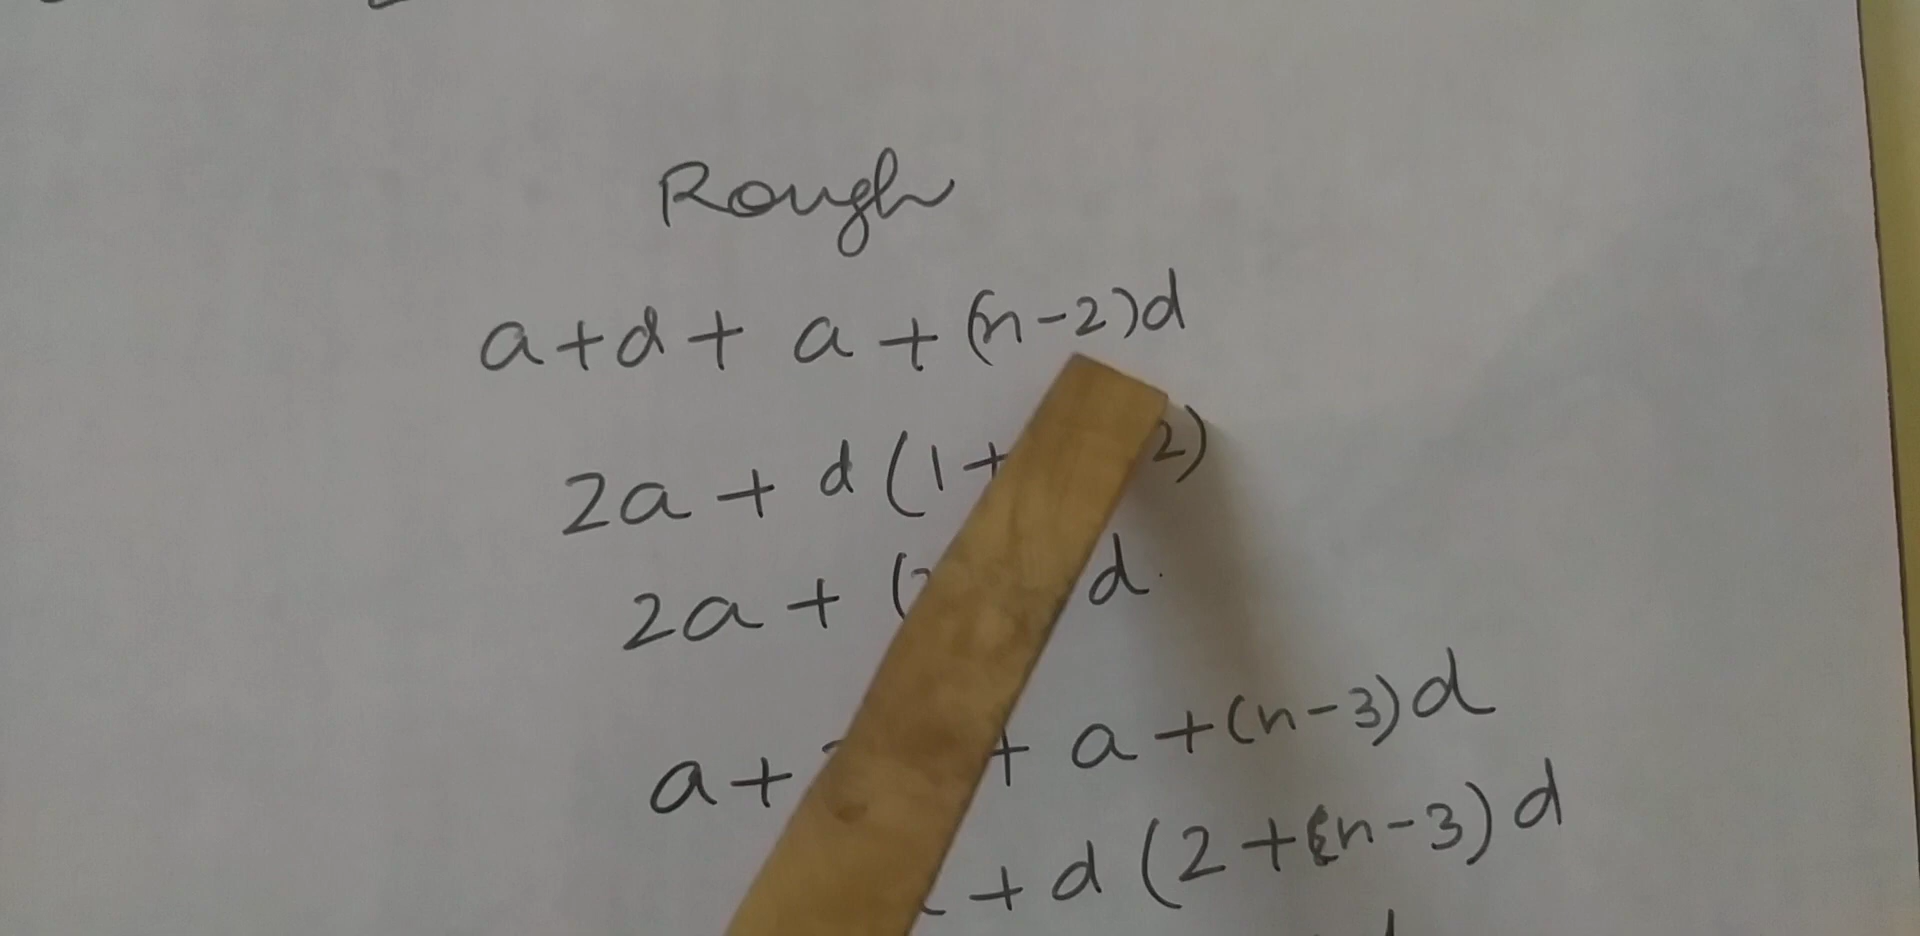 Rough
a+d+ a+(n-2)d
2a+ d(1+ 2)
2a+( d
a+ + a+(n-3)d
+d(2+(n-3)d